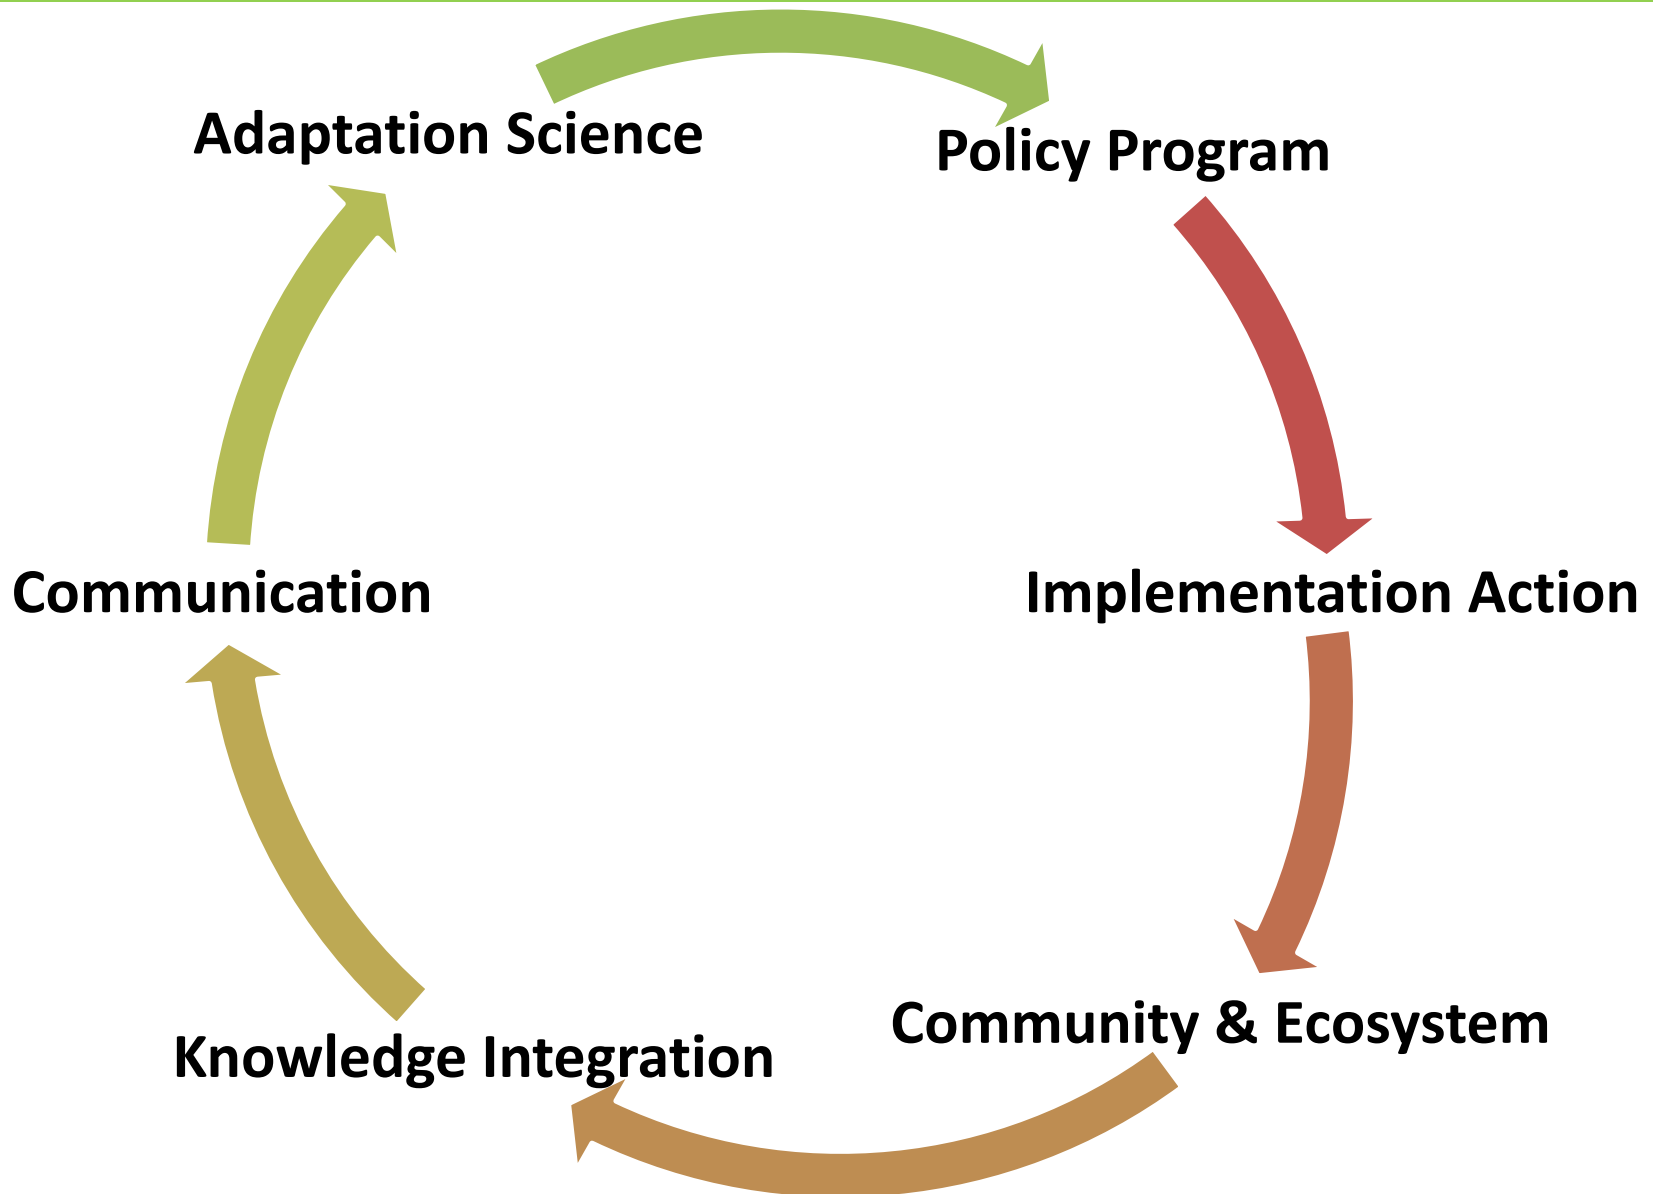 Adaptation Science
Policy Program
Communication
Implementation Action
Knowledge Integration
Community & Ecosystem